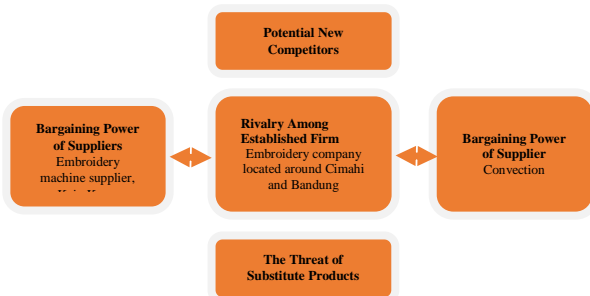 Potential New
Competitors
Bargaining Power
of Suppliers
Embroidery
machine supplier,
Rivalry Among
Established Firm
Embroidery company
located around Cimahi
and Bandung
Bargaining Power
of Supplier
Convection
The Threat of
Substitute Products